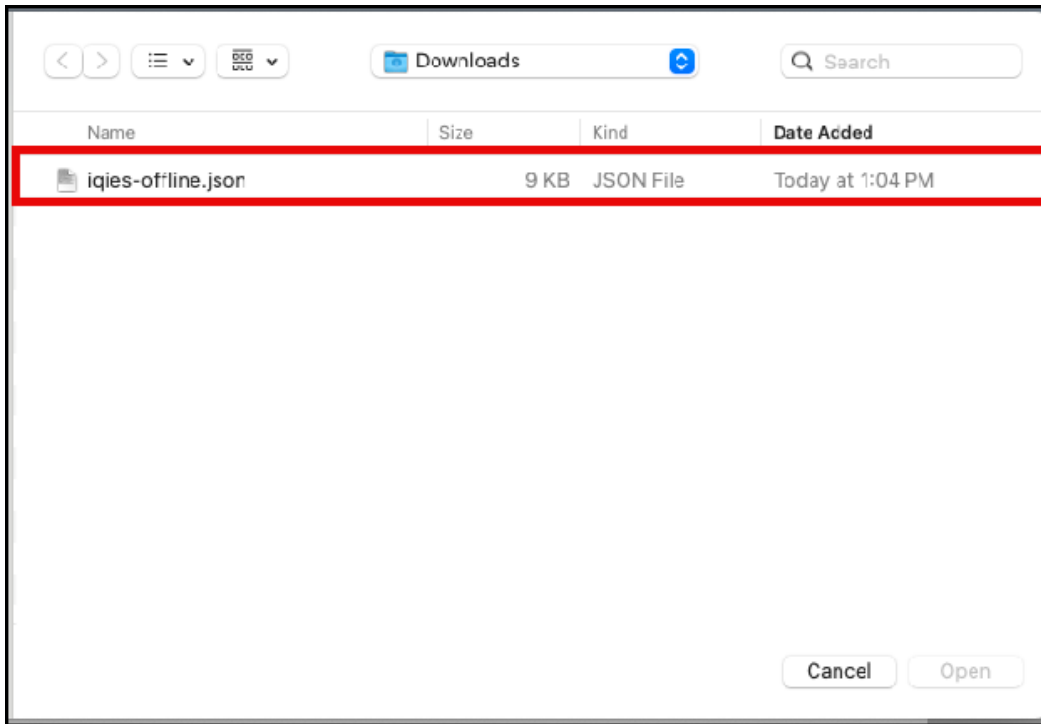 Downloads Search
Name Size Kind Date Added
iqies-offline.json 9 KB JSON File Today at 1:04 PM
Cancel Open